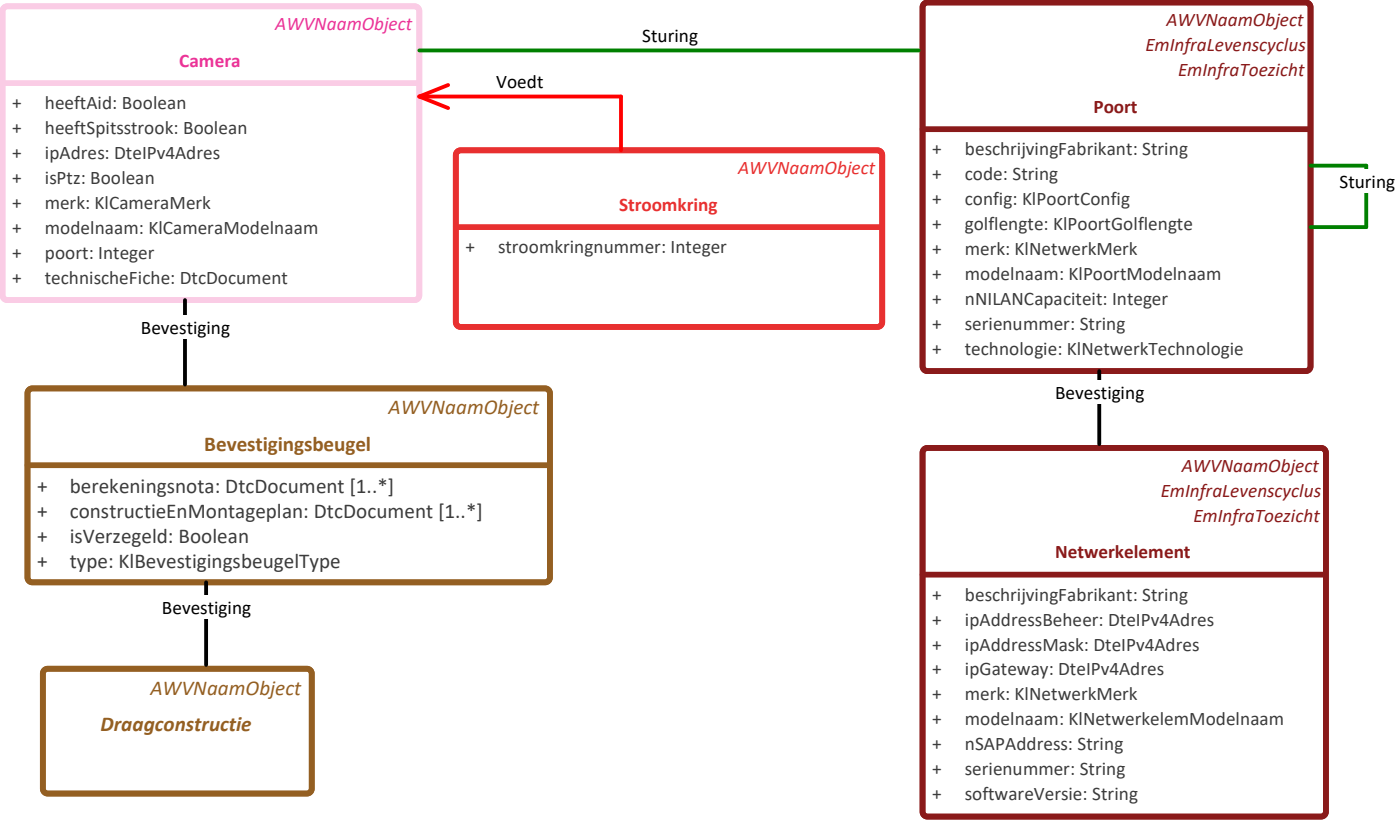 AWVNaamObject
Camera
+ heeftAid: Boolean
+ heeftSpitsstrook: Boolean
+ ipAdres: DteIPv4Adres
+ isPtz: Boolean
+ merk: KlCameraMerk
+ modelnaam: KlCameraModelnaam
+ poort: Integer
+ technischeFiche: DtcDocument
Sturing
Voedt
AWVNaamObject
Stroomkring
+ stroomkringnummer: Integer
AWVNaamObject
EmInfraLevenscyclus
EmInfraToezicht
Poort
+ beschrijvingFabrikant: String
+ code: String
+ config: KlPoortConfig
+ golflengte: KlPoortGolflengte
+ merk: KlNetwerkMerk
+ modelnaam: KlPoortModelnaam
+ nNILANCapaciteit: Integer
+ serienummer: String
+ technologie: KlNetwerkTechnologie
Sturing
Bevestiging
AWVNaamObject
Bevestigingsbeugel
+ berekeningsnota: DtcDocument [1..*]
+ constructieEnMontageplan: DtcDocument [1..*]
+ isVerzegeld: Boolean
+ type: KlBevestigingsbeugelType
Bevestiging
AWVNaamObject
Draagconstructie
Bevestiging
AWVNaamObject
EmInfraLevenscyclus
EmInfraToezicht
Netwerkelement
+ beschrijvingFabrikant: String
+ ipAddressBeheer: DteIPv4Adres
+ ipAddressMask: DteIPv4Adres
+ ipGateway: DteIPv4Adres
+ merk: KlNetwerkMerk
+ modelnaam: KlNetwerkelemModelnaam
+ nSAPAddress: String
+ serienummer: String
+ softwareVersie: String